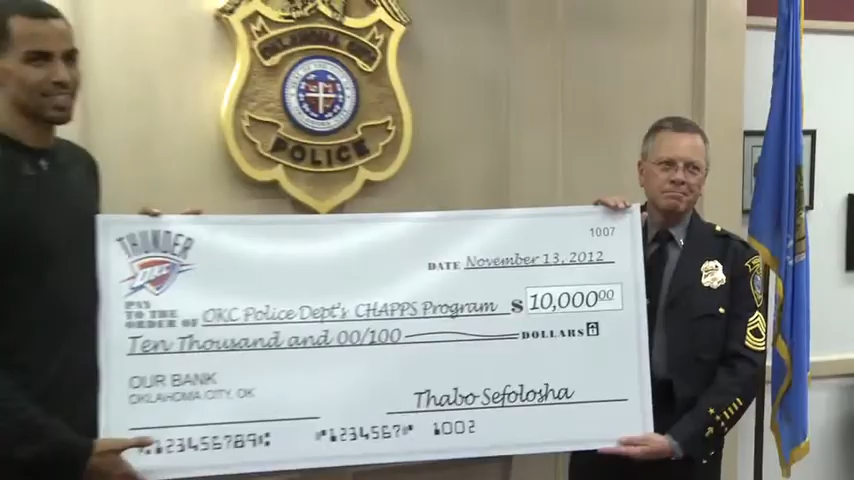 OKLAHOMA CITY
POLICE
1007
THUNDER
OKC
DATE November 13, 2012
PAY
TO THE
ORDER OF OKC Police Dept's CHAPPS Program $ 10,000 00
Ten Thousand and 00/100 DOLLARS
OUR BANK
OKLAHOMA CITY, OK
Thabo Sefolosha
123456789 1234567 1002